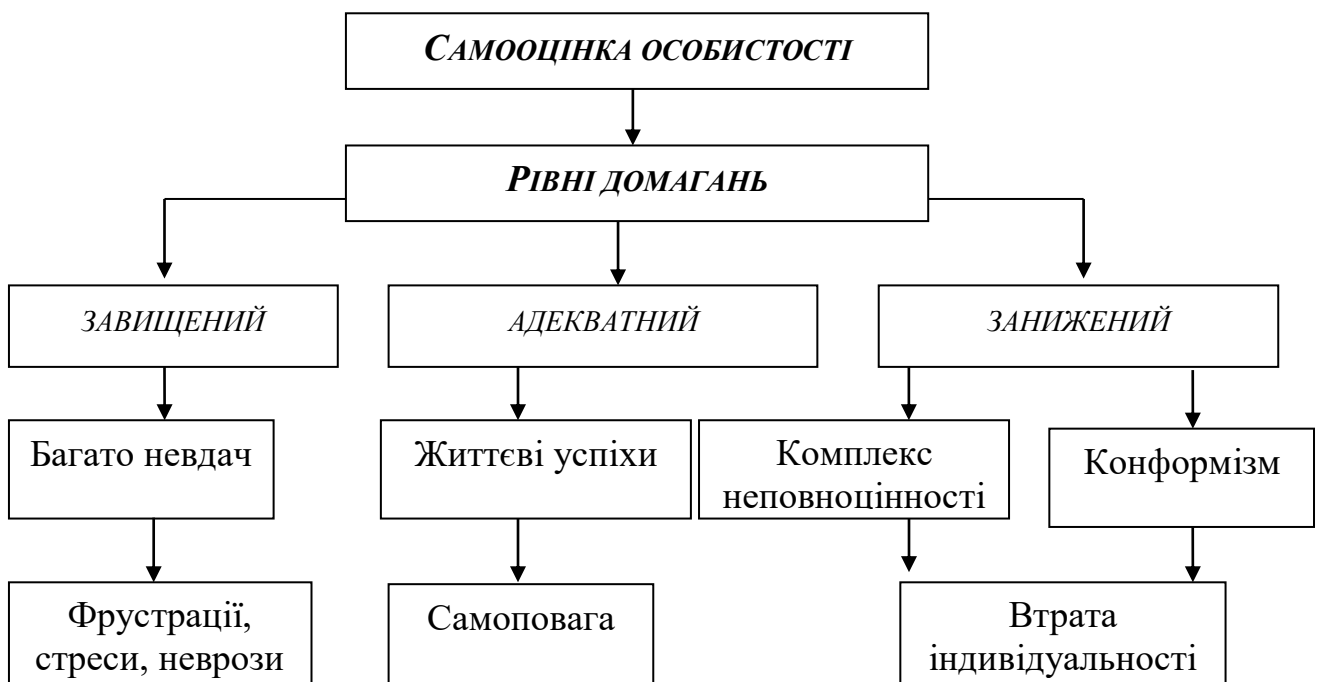 САМООЦІНКА ОСОБИСТОСТІ
РІВНІ ДОМАГАНЬ
ЗАВИЩЕНИЙ
АДЕКВАТНИЙ
ЗАНИЖЕНИЙ
Багато невдач
Життєві успіхи
Комплекс
неповноцінності
Конформізм
Фрустрації,
стреси, неврози
Самоповага
Втрата
індивідуальності